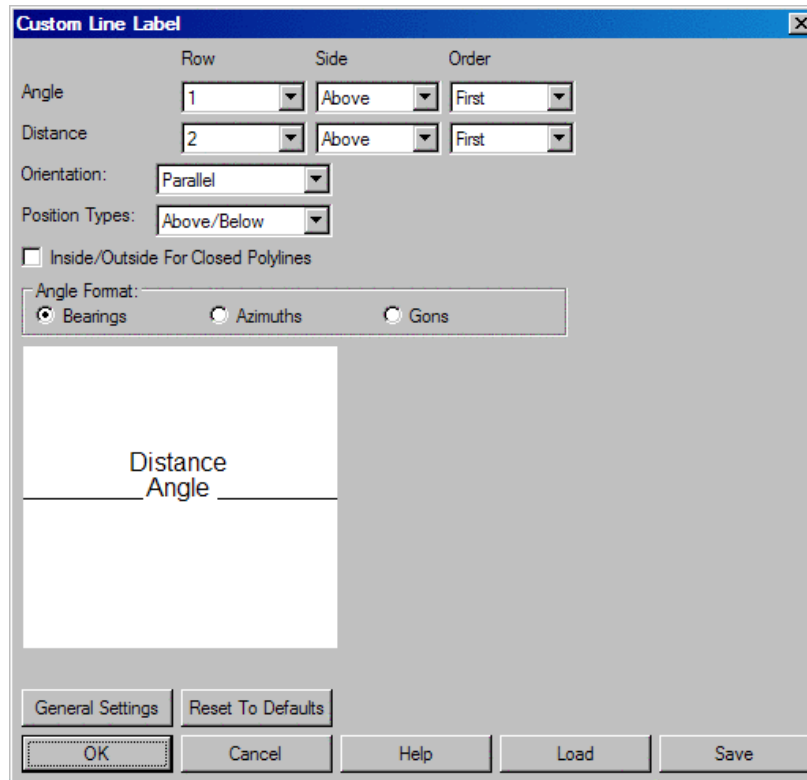 Custom Line Label
Row Side Order
Angle 1 Above First
Distance 2 Above First
Orientation: Parallel
Position Types: Above/Below
Inside/Outside For Closed Polylines
Angle Format:
Bearings Azimuths Gons
Distance
Angle
General Settings Reset To Defaults
OK Cancel Help Load Save